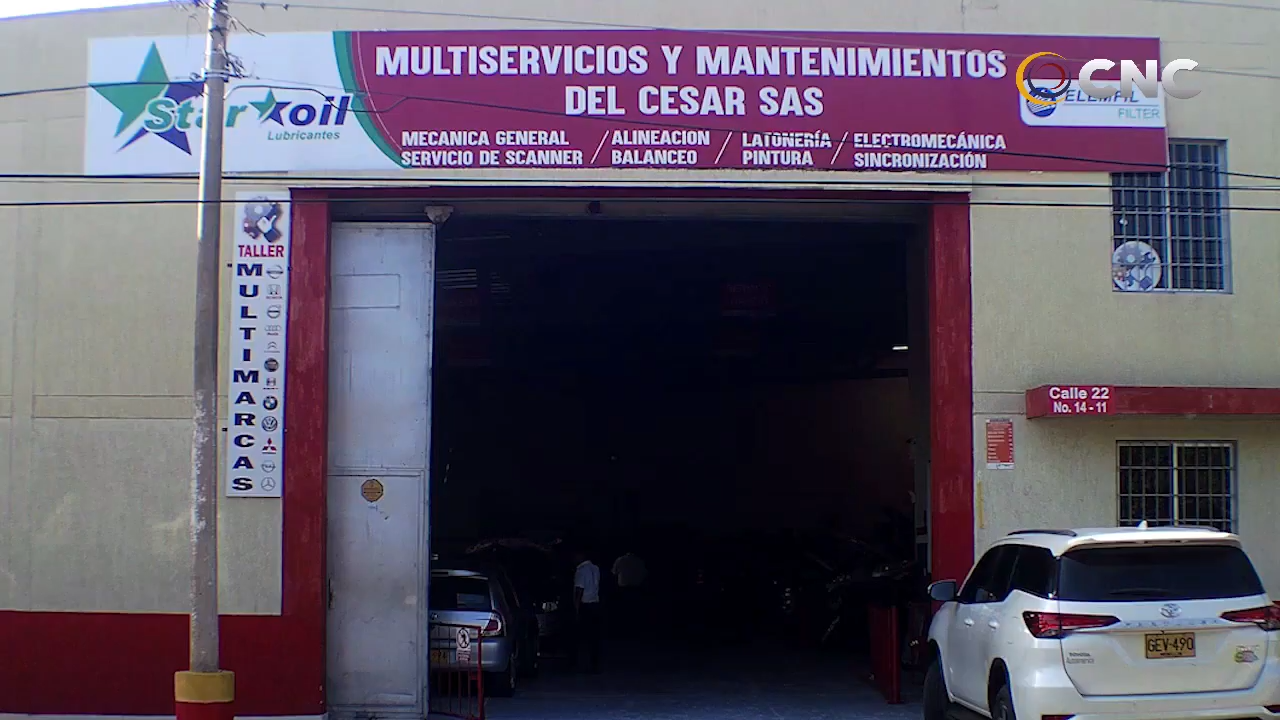 Star oil
Lubricantes
MULTISERVICIOS Y MANTENIMIENTOS
DEL CESAR SAS
MECANICA GENERAL / ALINEACION / LATONERÍA / ELECTROMECÁNICA
SERVICIO DE SCANNER / BALANCEO / PINTURA / SINCRONIZACIÓN
CNC
FILTER
TALLER
MULTIMARCAS
Calle 22
No. 14 - 11
GEV-490